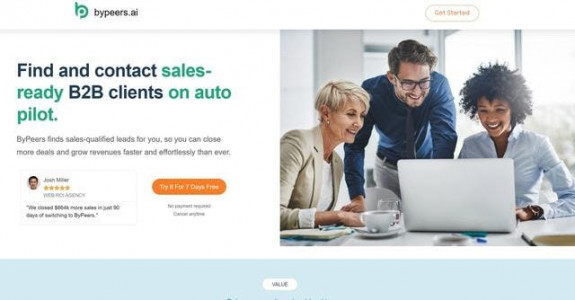 bypeers.ai
Get Started
Find and contact sales-
ready B2B clients on auto
pilot.
ByPeers finds sales-qualified leads for you, so you can close
more deals and grow revenues faster and effortlessly than ever.
Josh Miller
WEB ROI AGENCY
"We closed $864k more sales in just 90
days of switching to ByPeers."
Try It For 7 Days Free
No payment required
Cancel anytime
VALUE